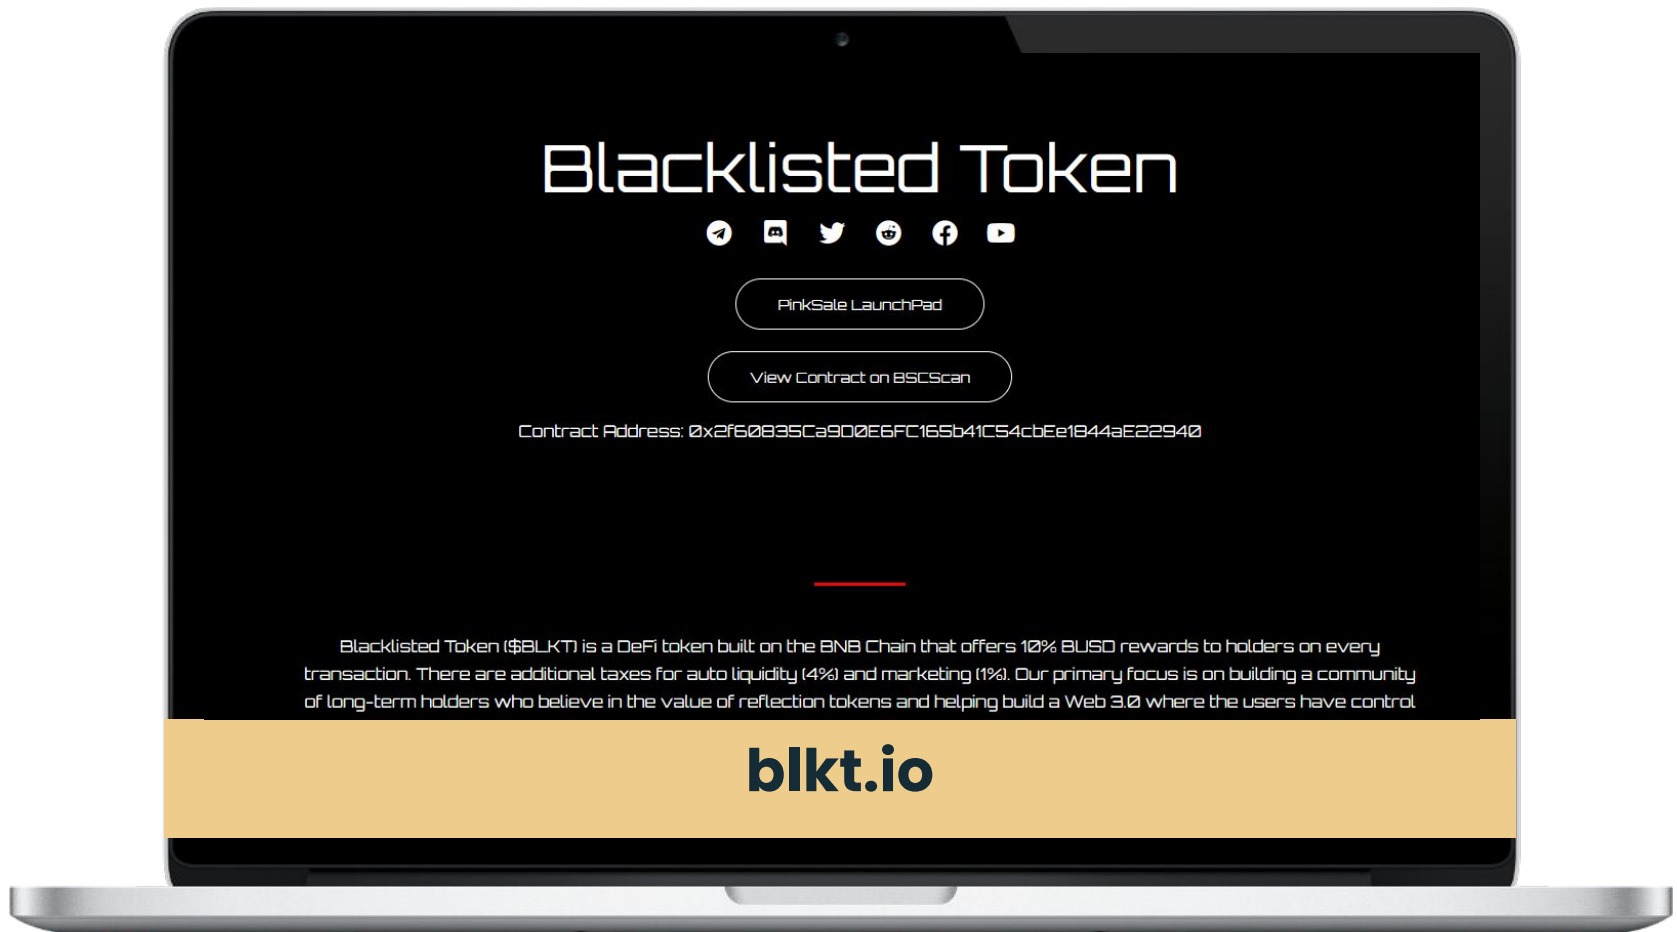 Blacklisted Token
PinkSale LaunchPad
View Contract on BSCScan
Contract Address: 0x2f60835Ca9D0E6FC165b41C54cbEe1844aE22940
Blacklisted Token ($BLKT) is a DeFi token built on the BNB Chain that offers 10% BUSD rewards to holders on every
transaction. There are additional taxes for auto liquidity (4%) and marketing (1%). Our primary focus is on building a community
of long-term holders who believe in the value of reflection tokens and helping build a Web 3.0 where the users have control
blkt.io